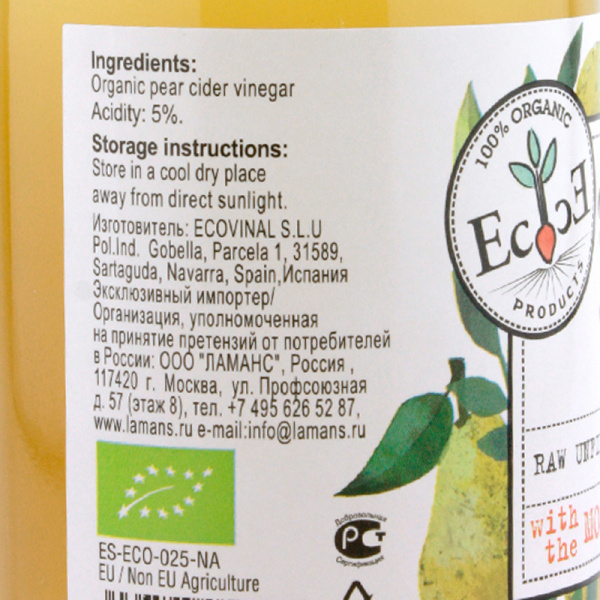 Ingredients:
Organic pear cider vinegar
Acidity: 5%.
Storage instructions:
Store in a cool dry place
away from direct sunlight.
Изготовитель: ECOVINAL S.L.U
Pol.Ind. Gobella, Parcela 1, 31589,
Sartaguda, Navarra, Spain,Испания
Эксклюзивный импортер/
Организация, уполномоченная
на принятие претензий от потребителей
в России: ООО "ЛАМАНС", Россия ,
117420 г. Москва, ул. Профсоюзная
д. 57 (этаж 8), тел. +7 495 626 52 87,
www.lamans.ru e-mail:info@lamans.ru
ES-ECO-025-NA
EU / Non EU Agriculture
Добровольная
РСТ
Сертификация
100% ORGANIC
PRODUCTS
RAW
with
the